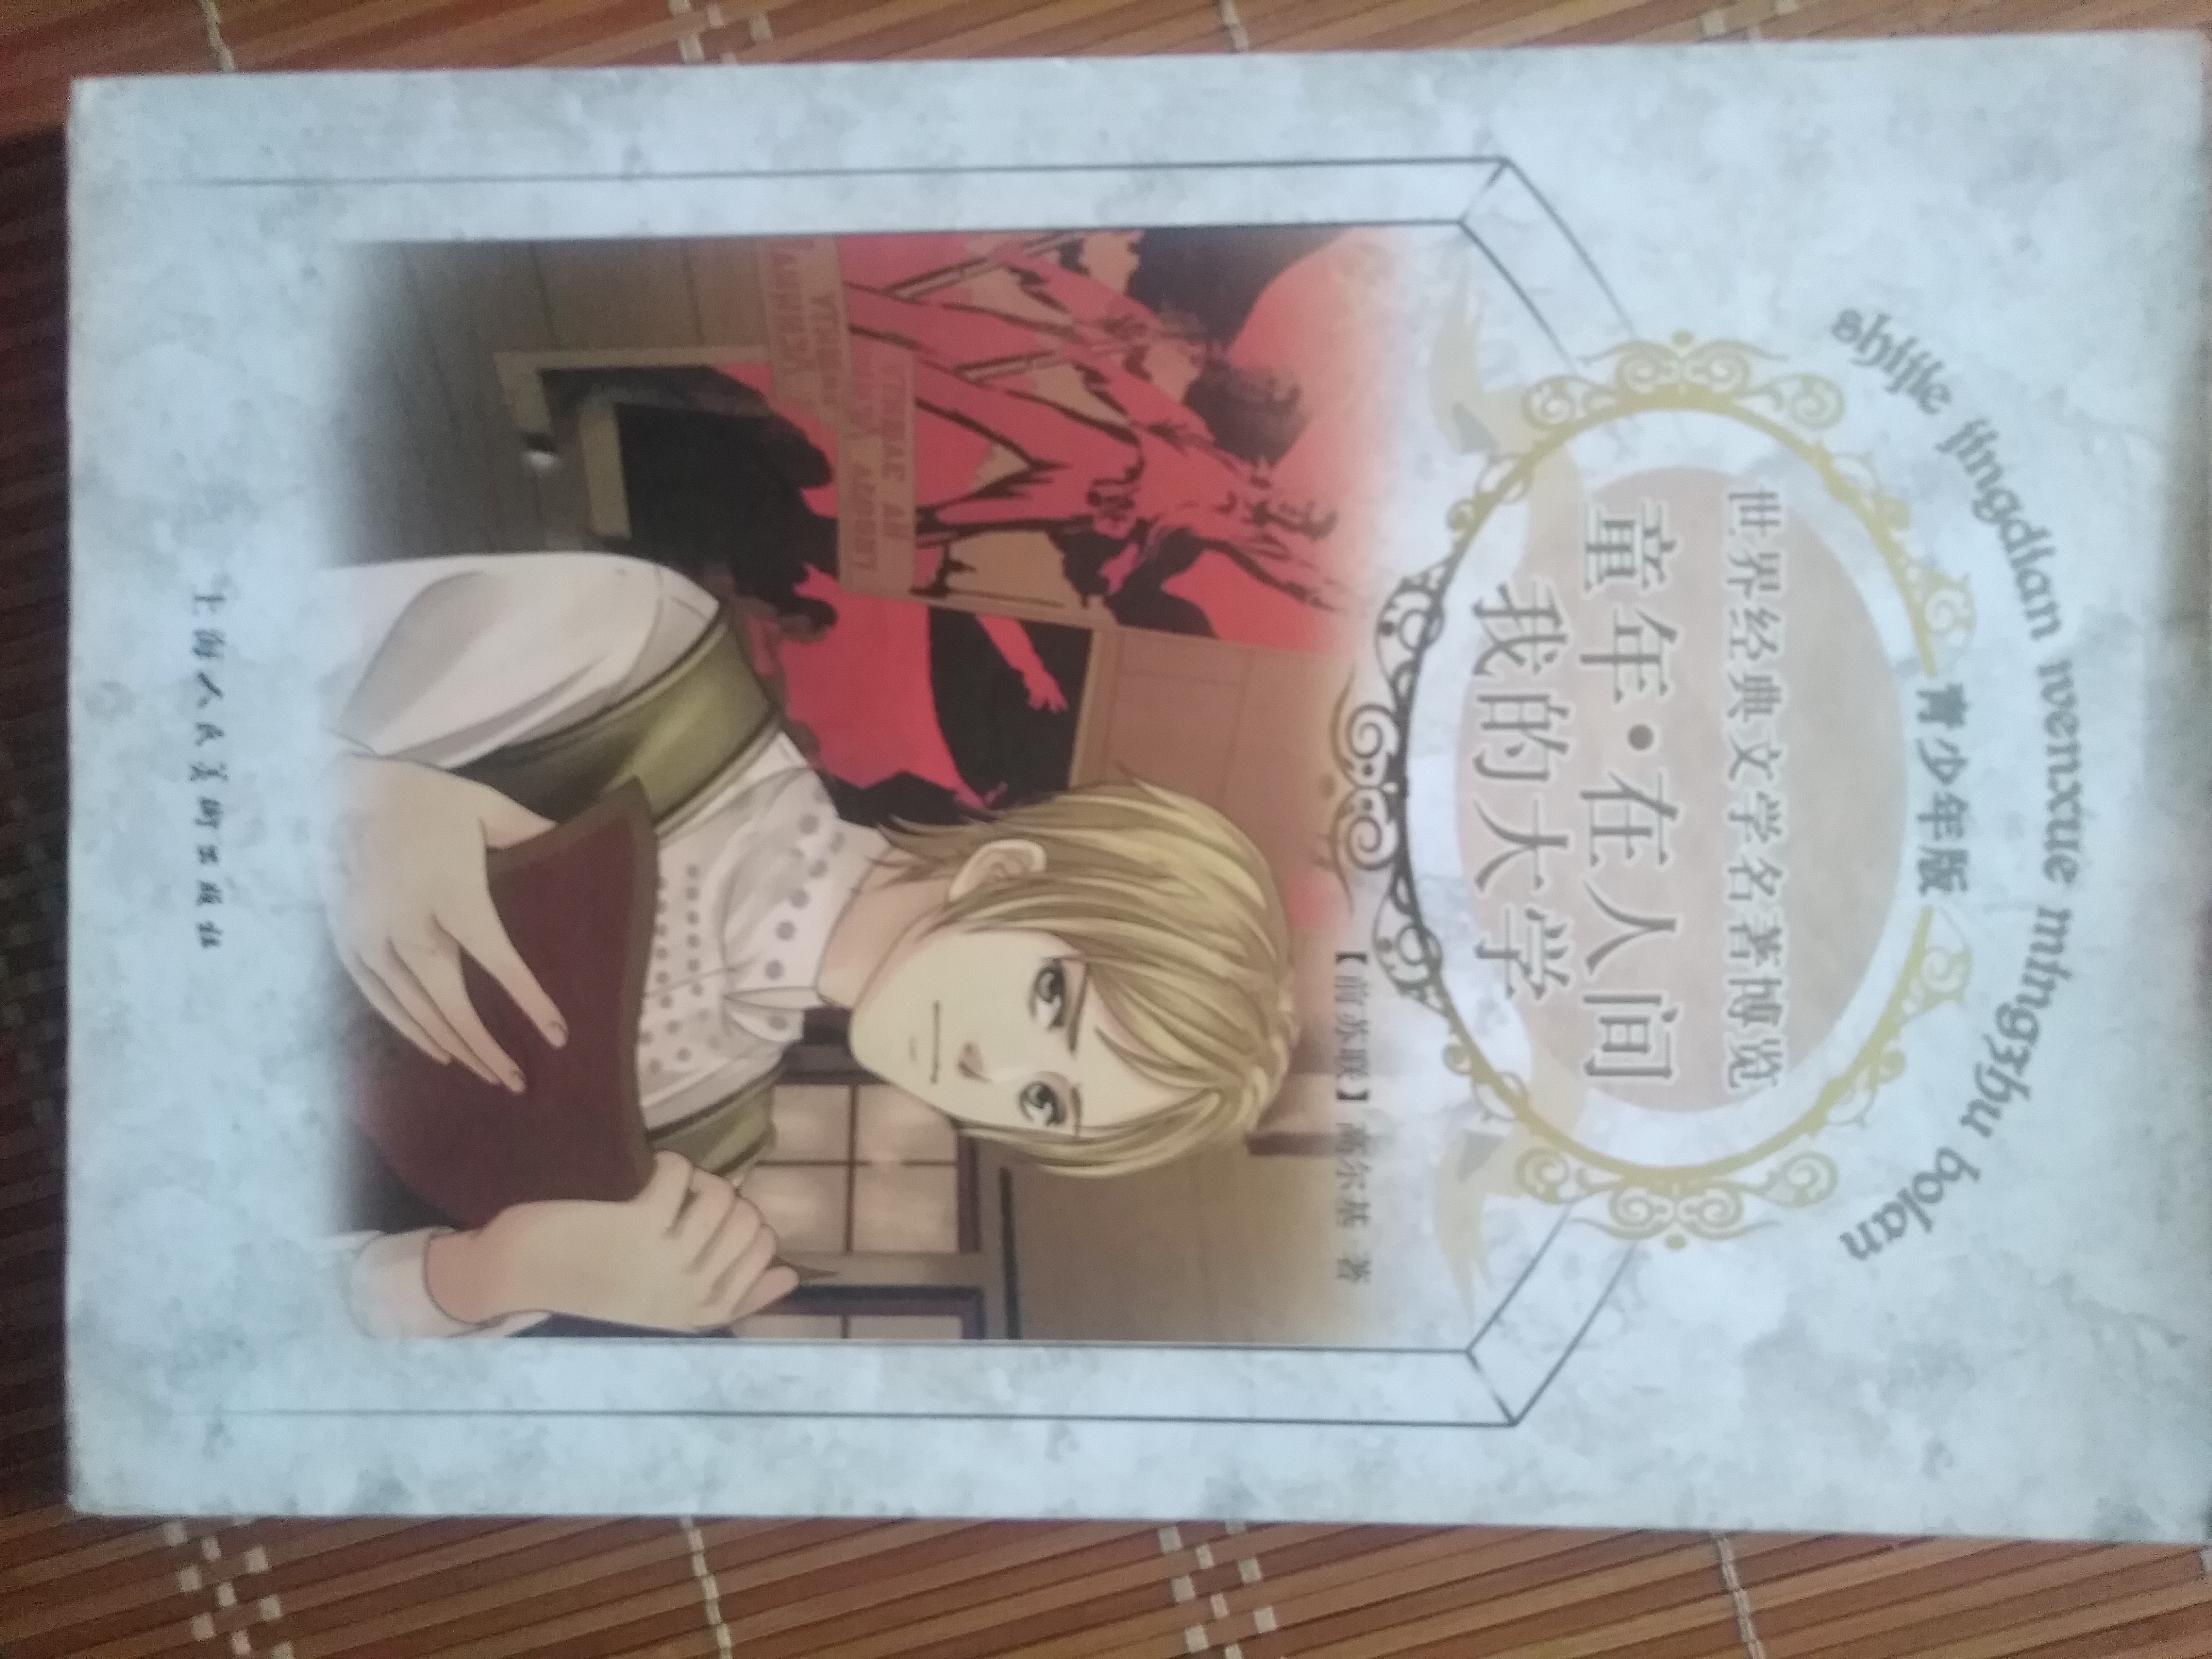 shijie jingdian wenxue mingzhu bolan
青少年版
世界经典文学名著博览
童年·在人间
我的大学
【前苏联】高尔基 著
上海人民美術出版社